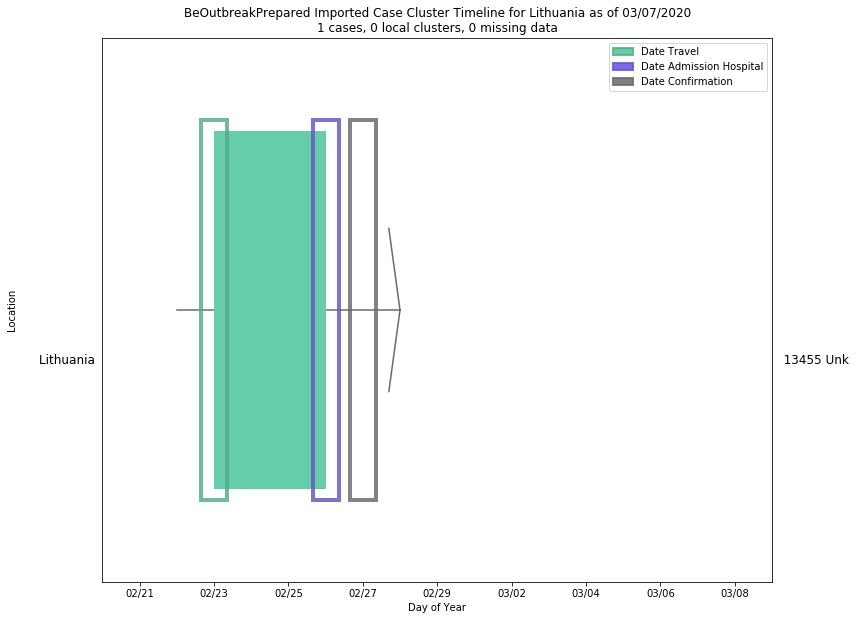 BeOutbreakPrepared Imported Case Cluster Timeline for Lithuania as of 03/07/2020
1 cases, 0 local clusters, 0 missing data
Date Travel
Date Admission Hospital
Date Confirmation
Location
Lithuania
13455 Unk
02/21 02/23 02/25 02/27 02/29 03/02 03/04 03/06 03/08
Day of Year